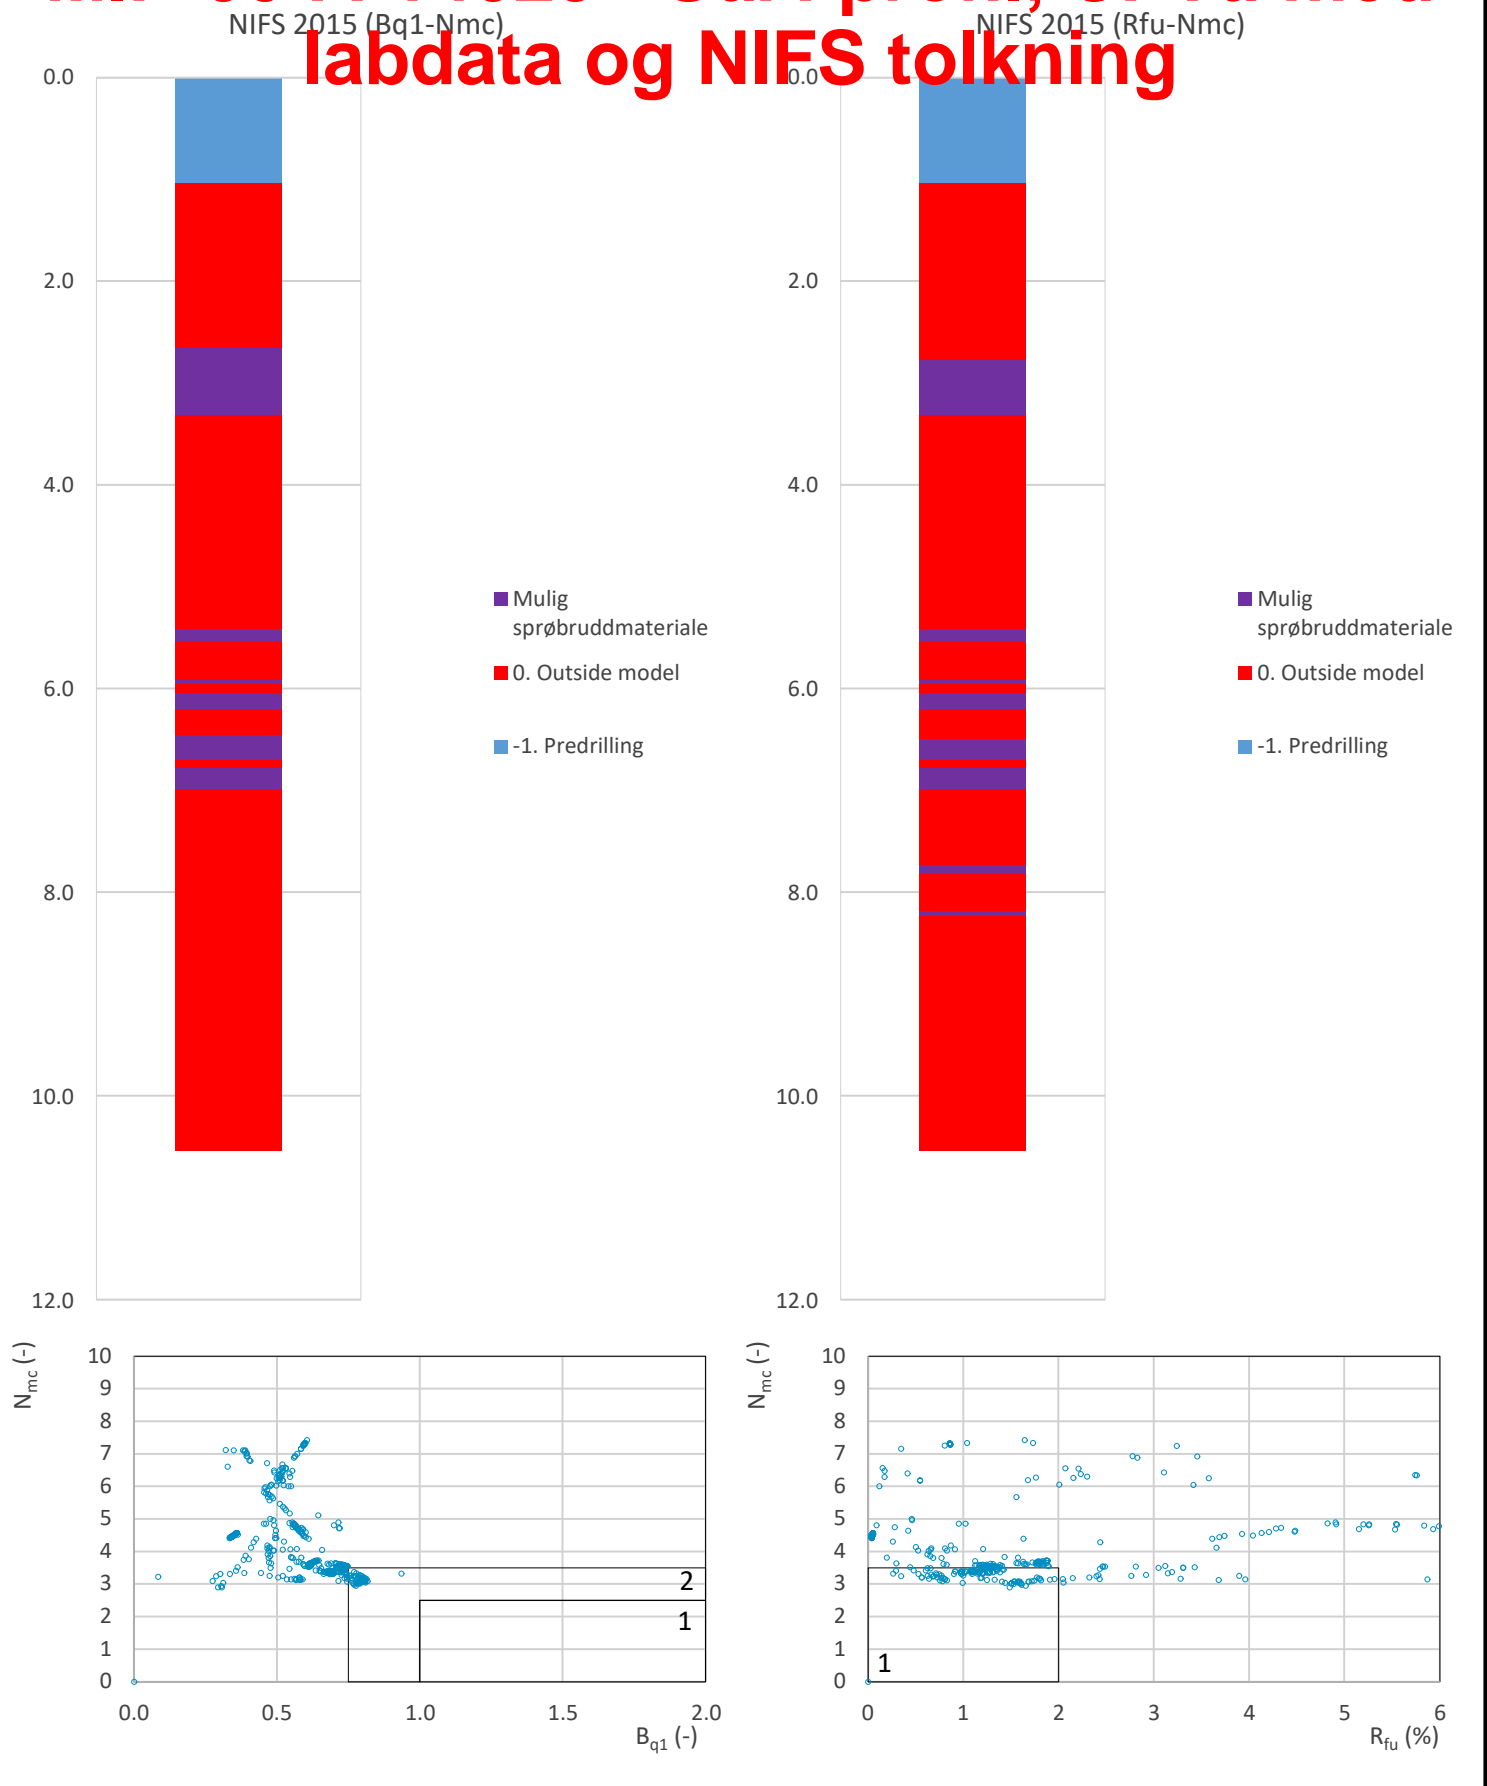 labdata og NIFS tolkning
NIFS 2015 (Bq1-Nmc)
0.0
2.0
4.0
6.0
8.0
10.0
12.0
Mulig
sprøbruddmateriale
0. Outside model
-1. Predrilling
NIFS 2015 (Rfu-Nmc)
0.0
2.0
4.0
6.0
8.0
10.0
12.0
Mulig
sprøbruddmateriale
0. Outside model
-1. Predrilling
Nmc (-)
10
9
8
7
6
5
4
3
2
1
0
2
1
0.0 0.5 1.0 1.5 2.0
Bq1 (-)
Nmc (-)
10
9
8
7
6
5
4
3
2
1
0
1
0 1 2 3 4 5 6
Rfu (%)